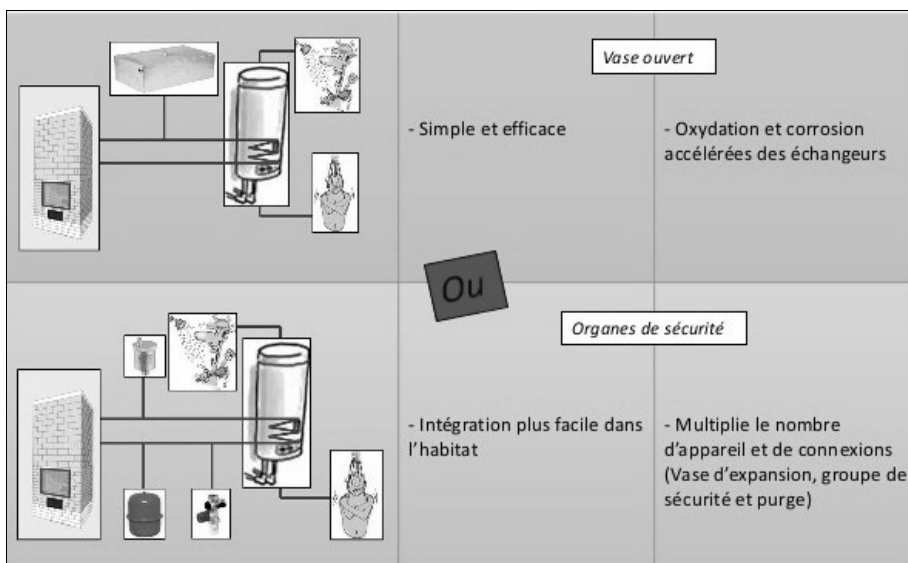 Vase ouvert
- Simple et efficace
- Oxydation et corrosion
accélérées des échangeurs
Ou
Organes de sécurité
- Intégration plus facile dans
l'habitat
- Multiplie le nombre
d'appareil et de connexions
(Vase d'expansion, groupe de
sécurité et purge)